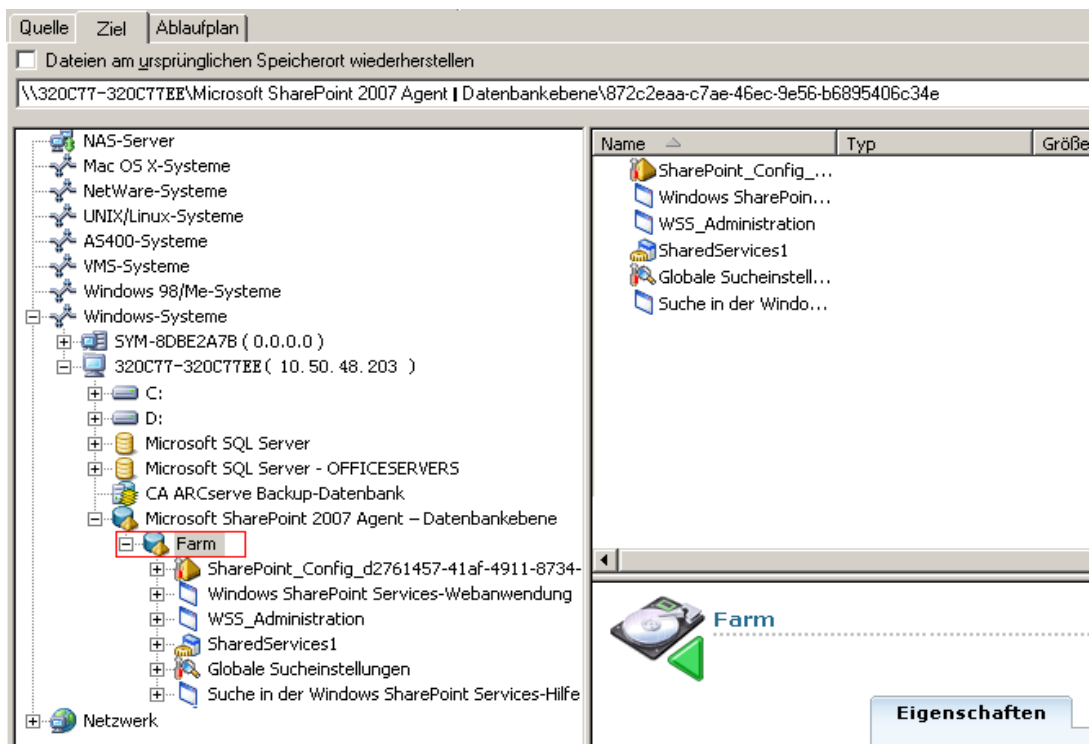 Quelle Ziel Ablaufplan
Dateien am ursprünglichen Speicherort wiederherstellen
\\320C77-320C77EE\Microsoft SharePoint 2007 Agent | Datenbankebene\872c2eaa-c7ae-46ec-9e56-b6895406c34e
NAS-Server
Mac OS X-Systeme
NetWare-Systeme
UNIX/Linux-Systeme
AS400-Systeme
VMS-Systeme
Windows 98/Me-Systeme
Windows-Systeme
SYM-8DBE2A7B ( 0.0.0.0 )
320C77-320C77EE( 10.50.48.203 )
C:
D:
Microsoft SQL Server
Microsoft SQL Server - OFFICESERVERS
CA ARCserve Backup-Datenbank
Microsoft SharePoint 2007 Agent – Datenbankebene
Farm
SharePoint_Config_d2761457-41af-4911-8734-
Windows SharePoint Services-Webanwendung
WSS_Administration
SharedServices1
Globale Sucheinstellungen
Suche in der Windows SharePoint Services-Hilfe
Netzwerk
Name Typ Größe
SharePoint_Config_...
Windows SharePoin...
WSS_Administration
SharedServices1
Globale Sucheinstell...
Suche in der Windo...
Farm
Eigenschaften